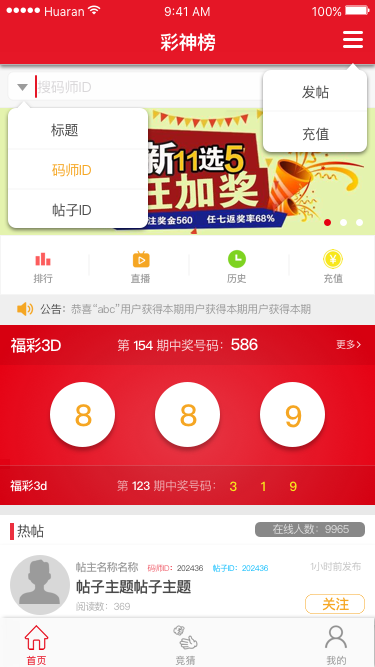 Huaran 9:41 AM 100%
彩神榜
搜码师ID
发帖
充值
标题
码师ID
帖子ID
新11选5
狂加奖
注奖金560 任七返奖率68%
排行 直播 历史 充值
公告：恭喜“abc”用户获得本期用户获得本期用户获得本期
福彩3D 第 154 期中奖号码： 586 更多
8 8 9
福彩3d 第 123 期中奖号码： 3 1 9
热帖 在线人数：9965
帖主名称名称 码师ID：202436 帖子ID：202436 1小时前发布
帖子主题帖子主题
阅读数：369 关注
首页 竞猜 我的